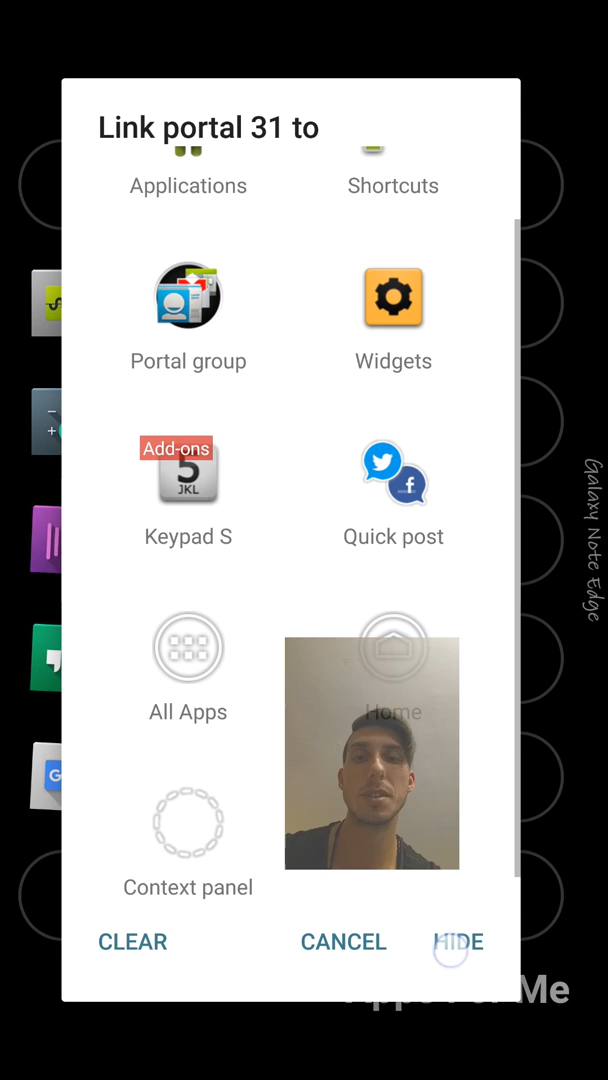 Link portal 31 to
Applications
Shortcuts
Portal group
Widgets
Add-ons
5
JKL
Keypad S
Quick post
All Apps
Home
Context panel
CLEAR
CANCEL
HIDE
Me
Galaxy Note Edge
G